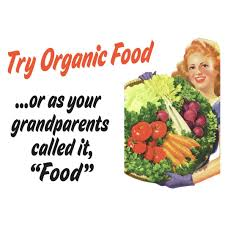 Try Organic Food
...or as your
grandparents
called it,
“Food”